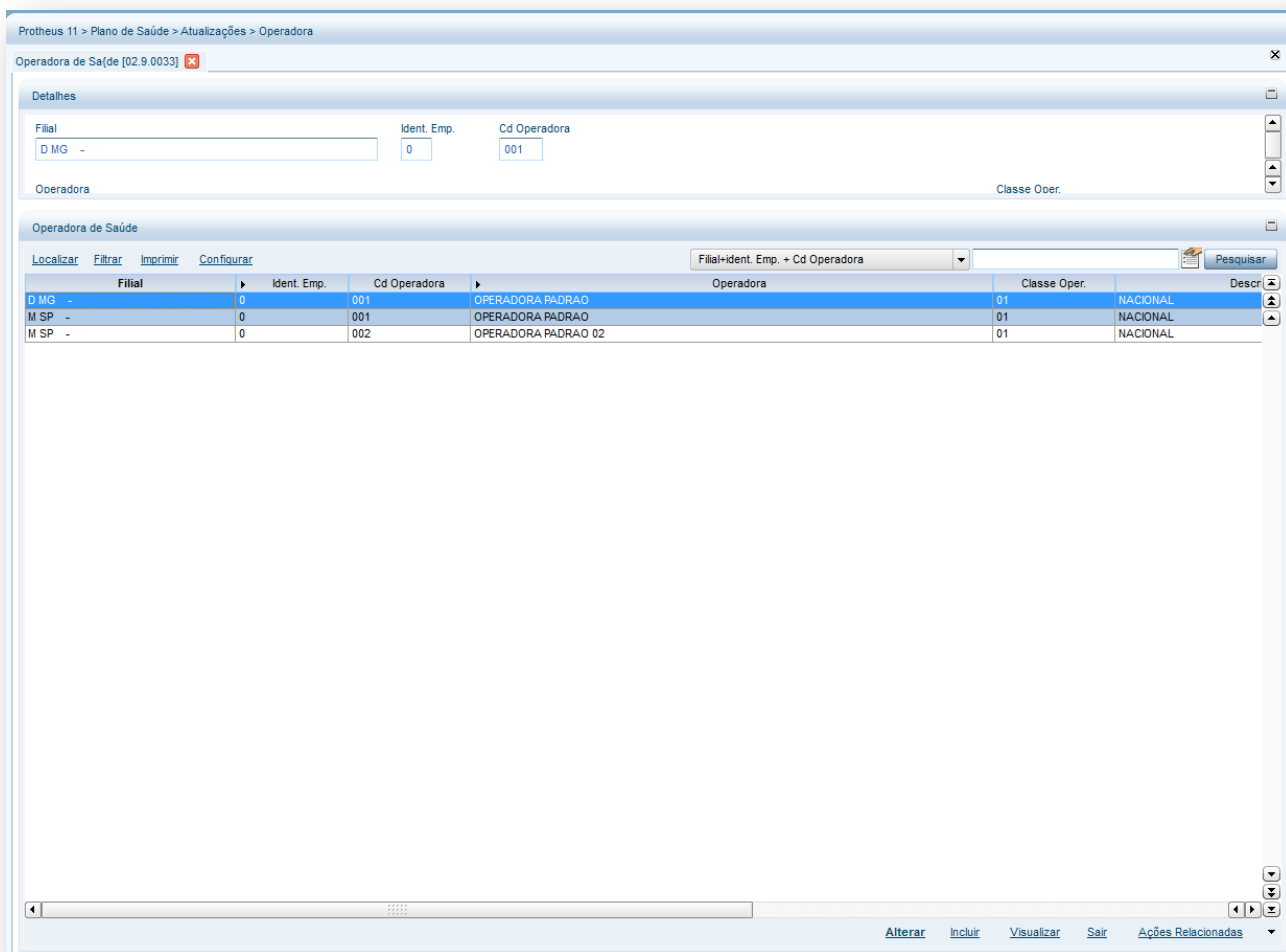 Protheus 11 > Plano de Saúde > Atualizações > Operadora
Operadora de Sa{de [02.9.0033]
Detalhes
Filial Ident. Emp. Cd Operadora
D MG - 0 001
Operadora Classe Oper.
Operadora de Saúde
Localizar Filtrar Imprimir Configurar Filial+ident. Emp. + Cd Operadora Pesquisar
Filial Ident. Emp. Cd Operadora Operadora Classe Oper. Descr
D MG - 0 001 OPERADORA PADRAO 01 NACIONAL
M SP - 0 001 OPERADORA PADRAO 01 NACIONAL
M SP - 0 002 OPERADORA PADRAO 02 01 NACIONAL
Alterar Incluir Visualizar Sair Ações Relacionadas